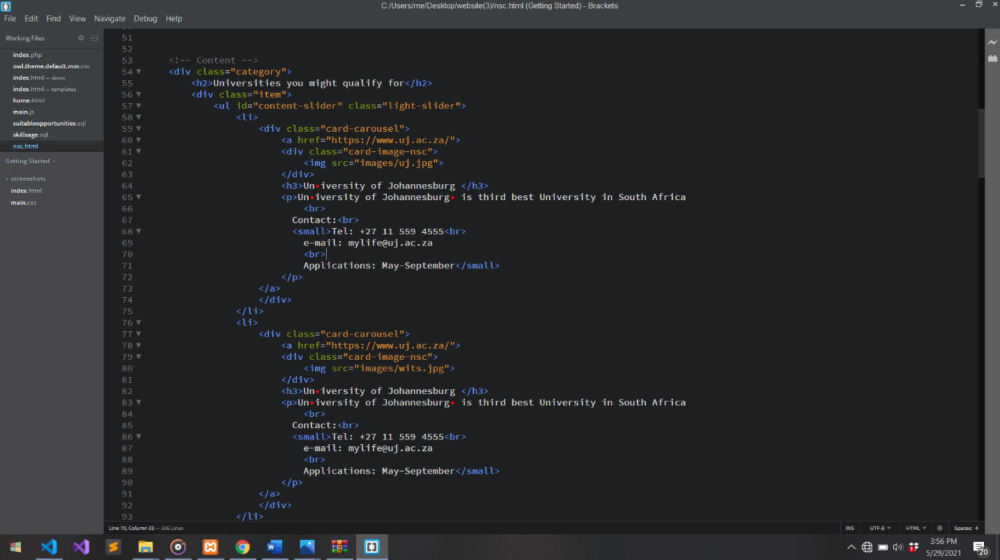 C:/Users/me/Desktop/website(3)/nsc.html (Getting Started) - Brackets
File Edit Find View Navigate Debug Help
Working Files
index.php
owl.theme.default.min.css
index.html — demo
index.html — templates
home.html
main.js
suitableopportunities.sql
skillsage.sql
nsc.html
Getting Started
screenshots
index.html
main.css
51
52
53 <!-- Content -->
54 <div class="category">
55 <h2>Universities you might qualify for</h2>
56 <div class="item">
57 <ul id="content-slider" class="light-slider">
58 <li>
59 <div class="card-carousel">
60 <a href="https://www.uj.ac.za/">
61 <div class="card-image-nsc">
62 <img src="images/uj.jpg">
63 </div>
64 <h3>Un•iversity of Johannesburg </h3>
65 <p>Un•iversity of Johannesburg• is third best University in South Africa
66 <br>
67 Contact:<br>
68 <small>Tel: +27 11 559 4555<br>
69 e-mail: mylife@uj.ac.za
70 <br>
71 Applications: May-September</small>
72 </p>
73 </a>
74 </div>
75 </li>
76 <li>
77 <div class="card-carousel">
78 <a href="https://www.uj.ac.za/">
79 <div class="card-image-nsc">
80 <img src="images/wits.jpg">
81 </div>
82 <h3>Un•iversity of Johannesburg </h3>
83 <p>Un•iversity of Johannesburg• is third best University in South Africa
84 <br>
85 Contact:<br>
86 <small>Tel: +27 11 559 4555<br>
87 e-mail: mylife@uj.ac.za
88 <br>
89 Applications: May-September</small>
90 </p>
91 </a>
92 </div>
93 </li>
Line 70, Column 33 — 306 Lines
INS UTF-8 HTML Spaces: 4
3:56 PM
5/29/2021
20